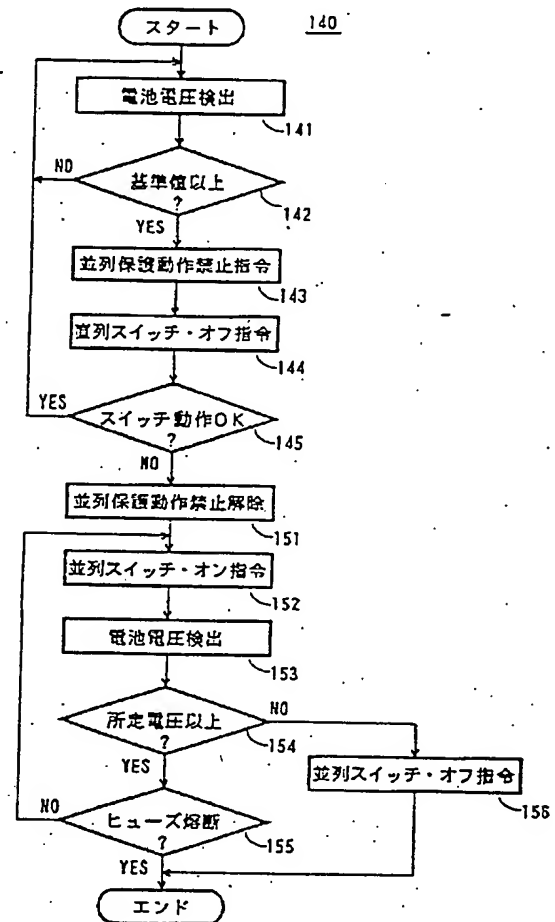 スタート
140
電池電圧検出
141
基準値以上
?
142
NO
YES
並列保護動作禁止指令
143
直列スイッチ・オフ指令
144
スイッチ動作OK
?
145
YES
NO
並列保護動作禁止解除
151
並列スイッチ・オン指令
152
電池電圧検出
153
所定電圧以上
?
154
NO
YES
並列スイッチ・オフ指令
156
ヒューズ熔断
?
155
NO
YES
エンド